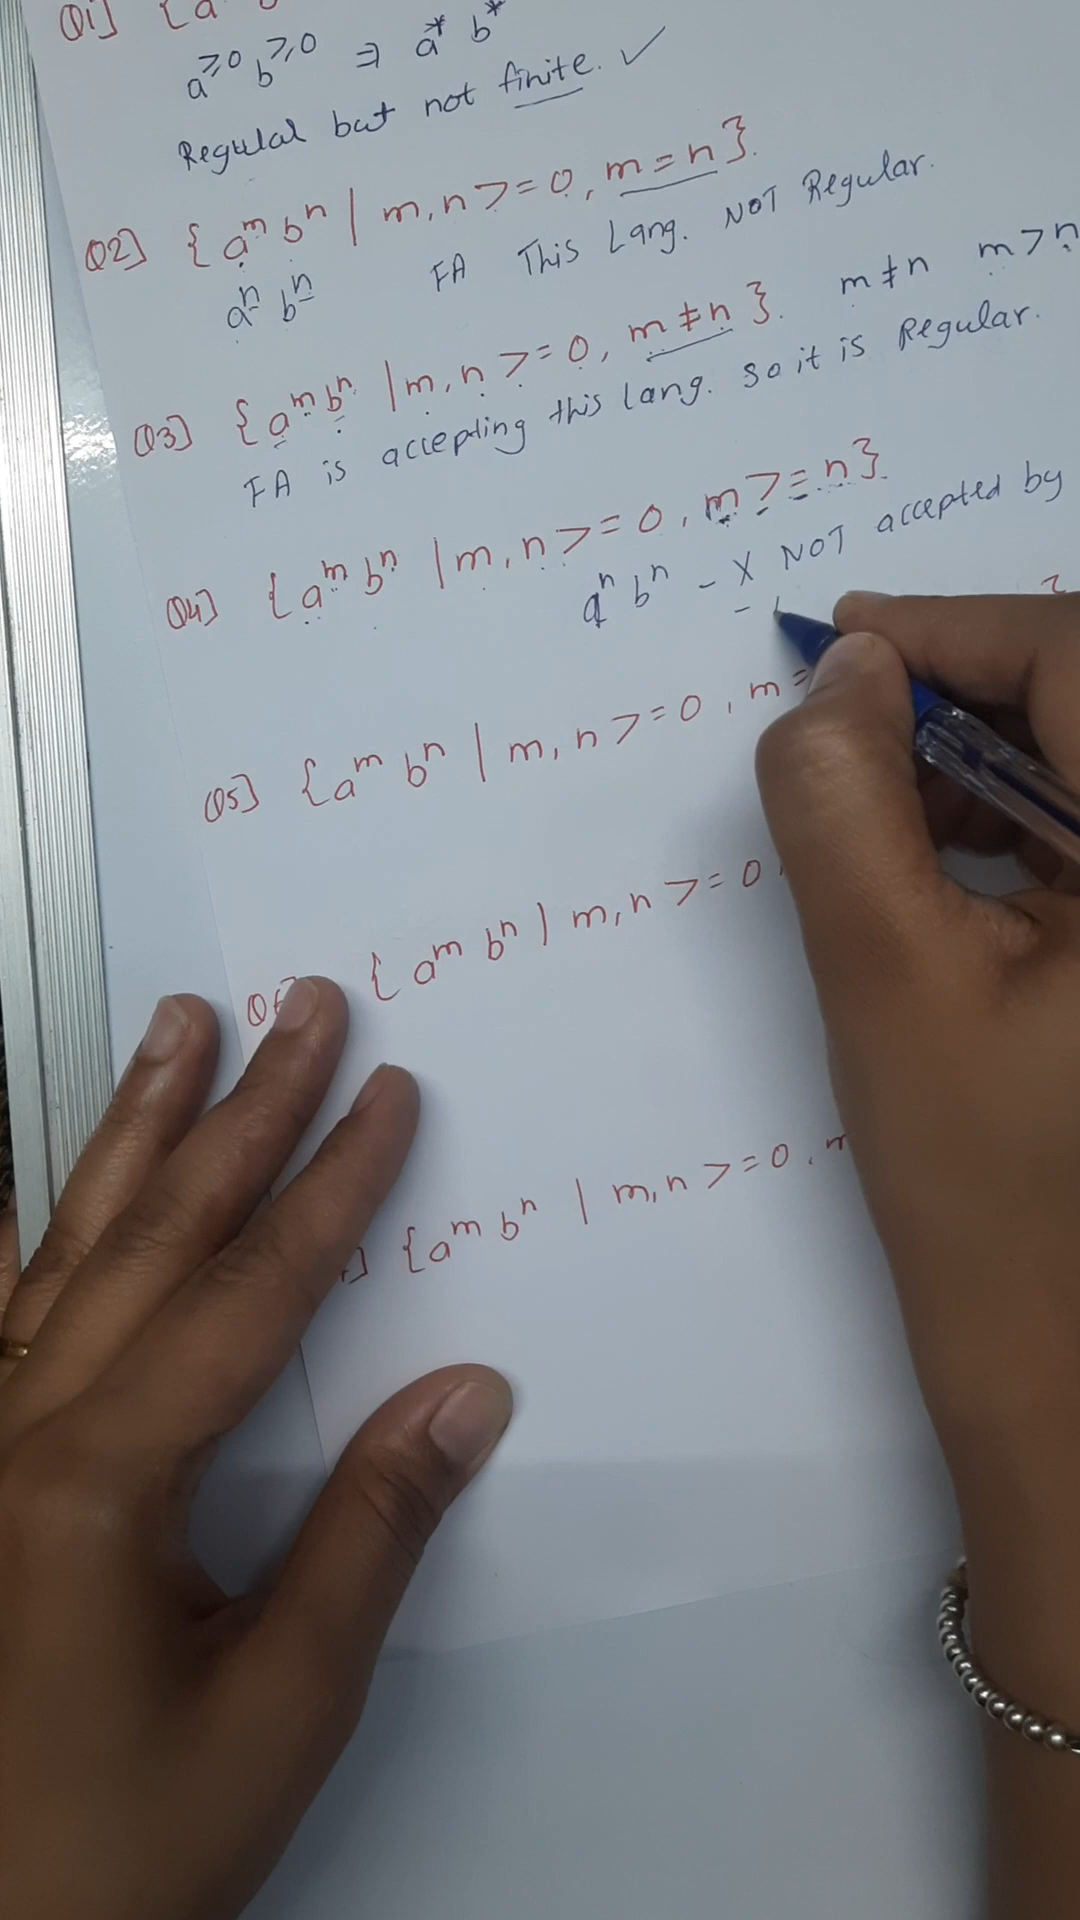 Q1] { a
a^≥0 b^≥0 ⇒ a* b*
Regular but not finite. ✓
Q2] { a^m b^n | m, n >= 0, m = n }.
a^n b^n FA This Lang. NOT Regular.
Q3] { a^m b^n | m, n >= 0, m ≠ n }. m ≠ n m > n
FA is accepting this lang. so it is Regular.
Q4] { a^m b^n | m, n >= 0, m >= n }
a^n b^n - X NOT accepted by
-
Q5] { a^m b^n | m, n >= 0, m =
{ a^m b^n | m, n >= 0
] { a^m b^n | m, n >= 0, m